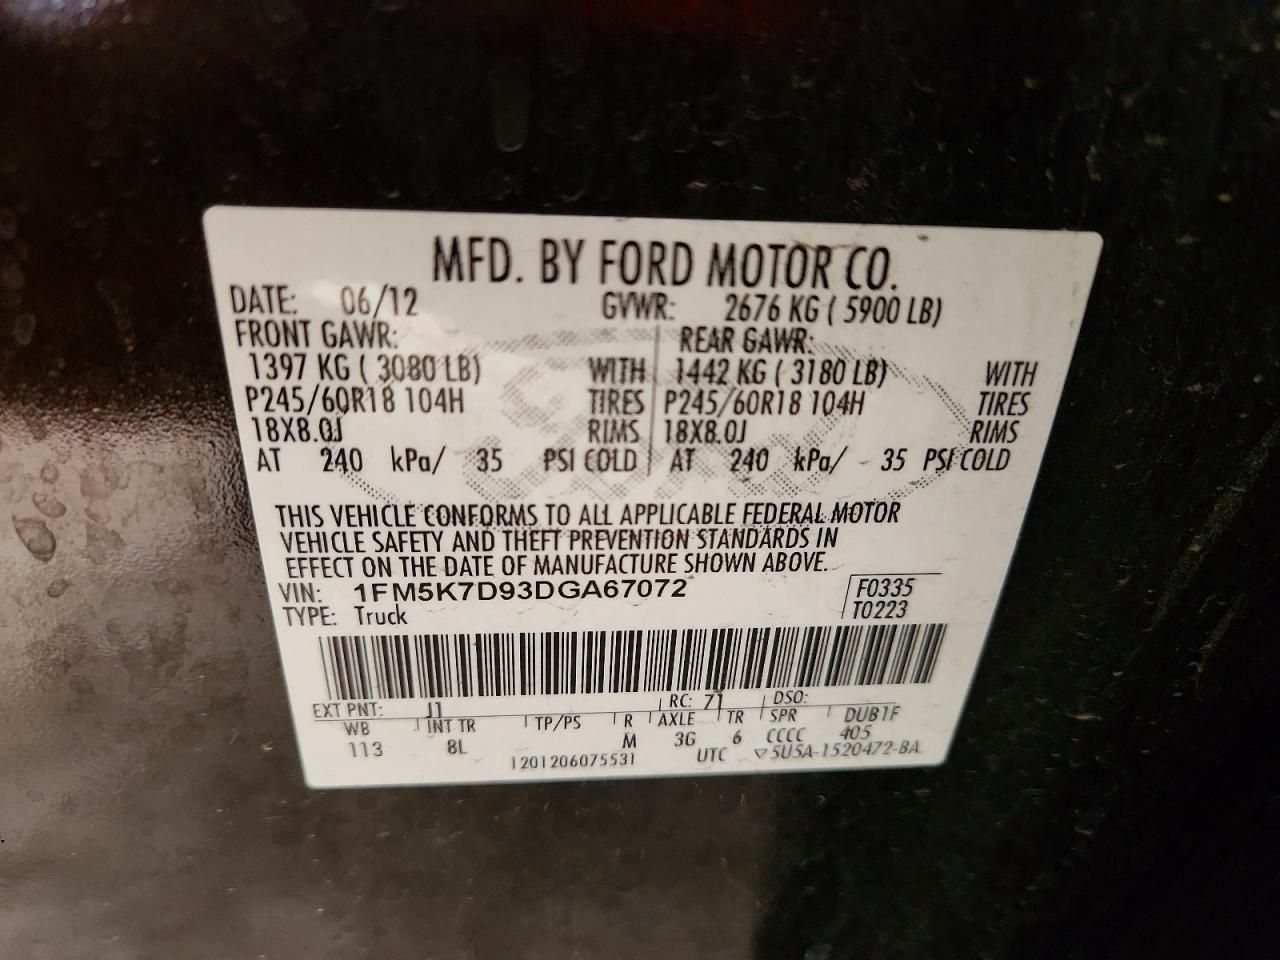 MFD. BY FORD MOTOR CO.
DATE: 06/12 GVWR: 2676 KG ( 5900 LB)
FRONT GAWR: REAR GAWR:
1397 KG ( 3080 LB) WITH 1442 KG ( 3180 LB) WITH
P245/60R18 104H TIRES P245/60R18 104H TIRES
18X8.0J RIMS 18X8.0J RIMS
AT 240 kPa/ 35 PSI COLD AT 240 kPa/ 35 PSI COLD
THIS VEHICLE CONFORMS TO ALL APPLICABLE FEDERAL MOTOR
VEHICLE SAFETY AND THEFT PREVENTION STANDARDS IN
EFFECT ON THE DATE OF MANUFACTURE SHOWN ABOVE.
VIN: 1FM5K7D93DGA67072 F0335
TYPE: Truck T0223
EXT PNT: J1 RC: 71 DSO:
WB INT TR TP/PS R AXLE TR SPR DUB1F
113 8L M 3G 6 CCCC 405
1201206075531 UTC ▽5U5A-1520472-BA